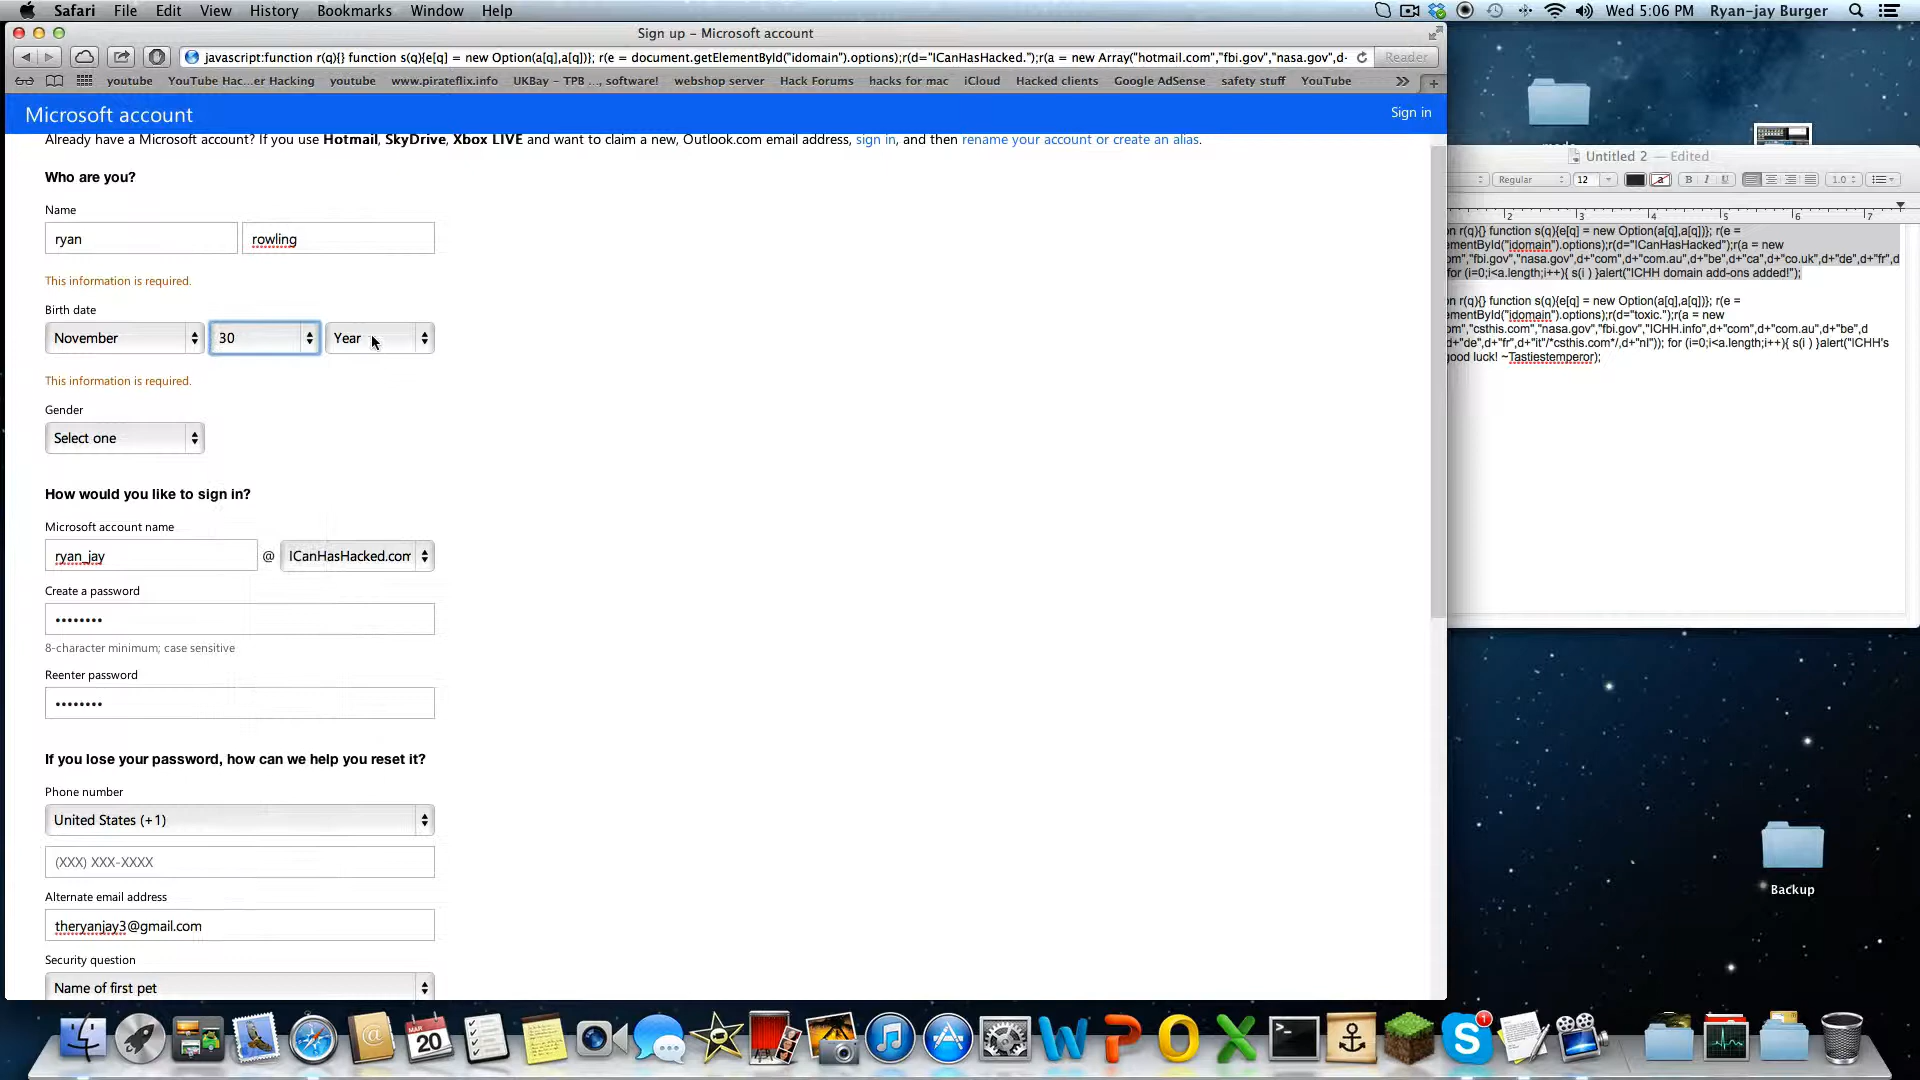 Safari File Edit View History Bookmarks Window Help Wed 5:06 PM Ryan-jay Burger
Sign up – Microsoft account
javascript:function r(q){} function s(q){e[q] = new Option(a[q],a[q])}; r(e = document.getElementById("idomain").options);r(d="ICanHasHacked.");r(a = new Array("hotmail.com","fbi.gov","nasa.gov",d- Reader
youtube YouTube Hac...er Hacking youtube www.pirateflix.info UKBay - TPB ..., software! webshop server Hack Forums hacks for mac iCloud Hacked clients Google AdSense safety stuff YouTube
Microsoft account Sign in
Already have a Microsoft account? If you use Hotmail, SkyDrive, Xbox LIVE and want to claim a new, Outlook.com email address, sign in, and then rename your account or create an alias.
Who are you?
Name
ryan rowling
This information is required.
Birth date
November 30 Year
This information is required.
Gender
Select one
How would you like to sign in?
Microsoft account name
ryan_jay @ ICanHasHacked.com
Create a password
••••••••
8-character minimum; case sensitive
Reenter password
••••••••
If you lose your password, how can we help you reset it?
Phone number
United States (+1)
(XXX) XXX-XXXX
Alternate email address
theryanjay3@gmail.com
Security question
Name of first pet
Untitled 2 — Edited
Regular 12 B I U 1.0
2 3 4 5 6 7
n r(q){} function s(q){e[q] = new Option(a[q],a[q])}; r(e =
ementById("idomain").options);r(d="ICanHasHacked");r(a = new
m","fbi.gov","nasa.gov",d+"com",d+"com.au",d+"be",d+"ca",d+"co.uk",d+"de",d+"fr",d
for (i=0;i<a.length;i++){ s(i ) }alert("ICHH domain add-ons added!");
n r(q){} function s(q){e[q] = new Option(a[q],a[q])}; r(e =
ementById("idomain").options);r(d="toxic.");r(a = new
om","csthis.com","nasa.gov","fbi.gov","ICHH.info",d+"com",d+"com.au",d+"be",d
d+"de",d+"fr",d+"it"/*csthis.com*/,d+"nl")); for (i=0;i<a.length;i++){ s(i ) }alert("ICHH's
good luck! ~Tastiestemperor);
Backup
MAR
20
1